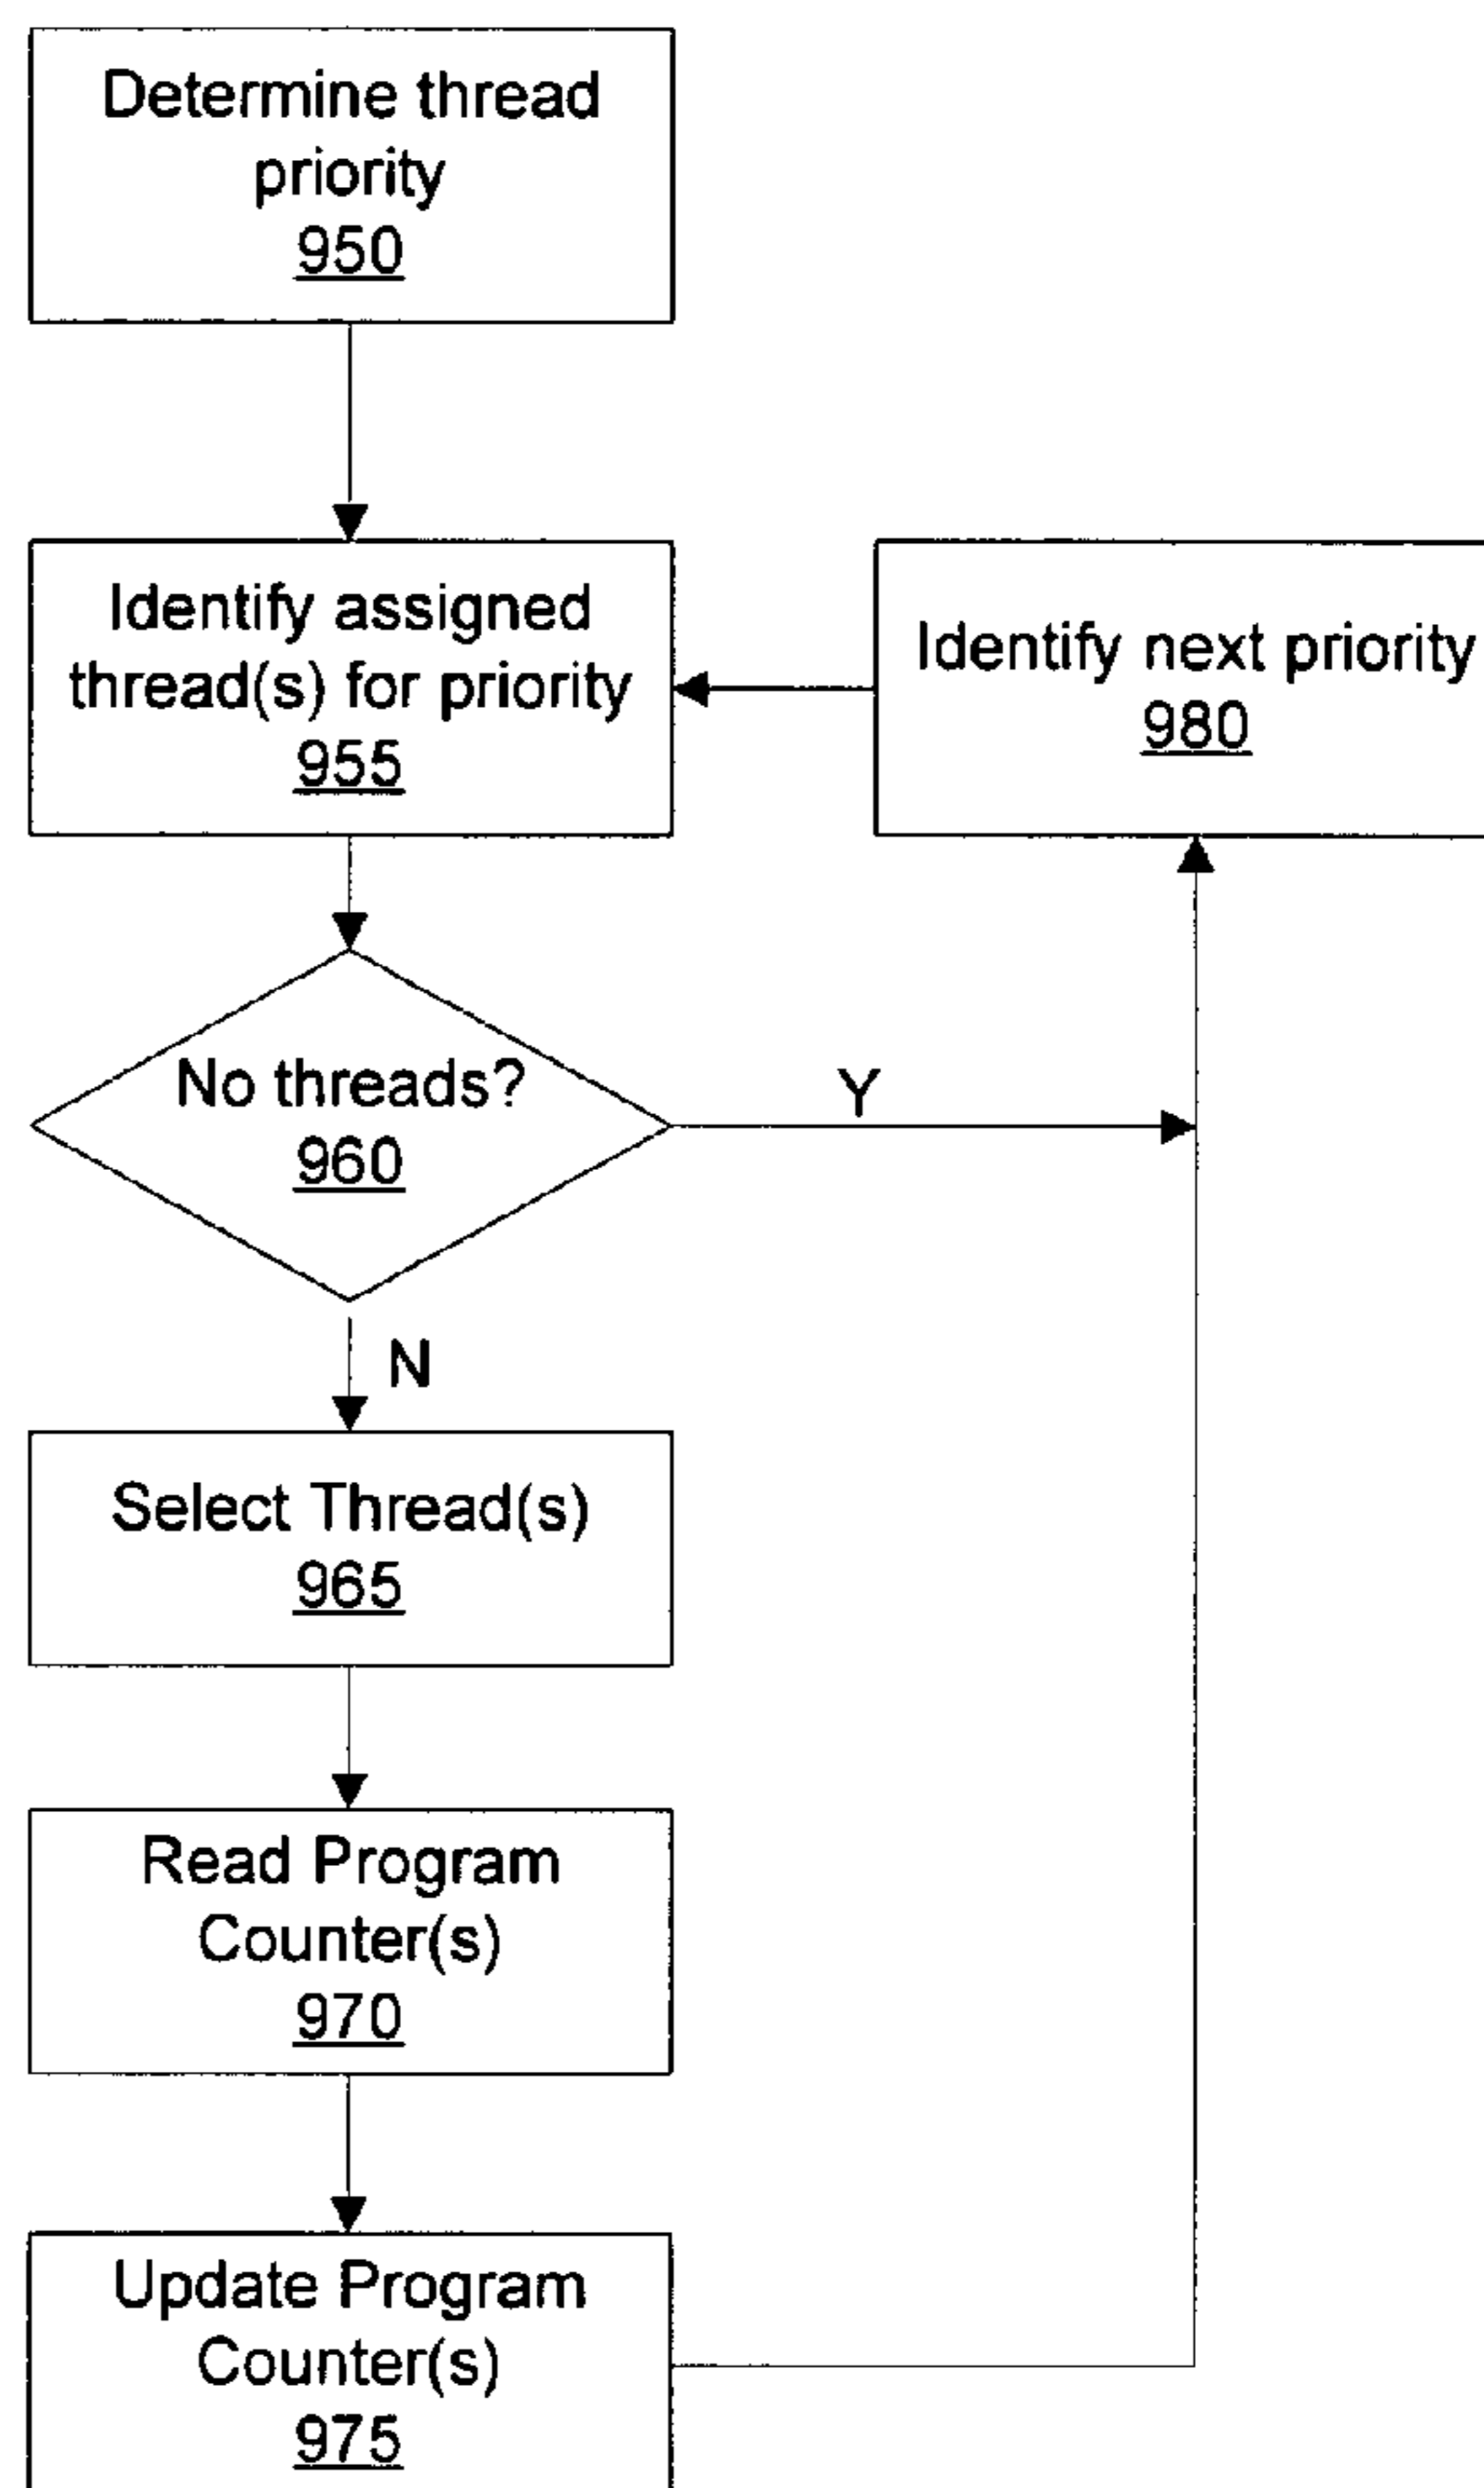 Determine thread
priority
950
Identify assigned
thread(s) for priority
955
Identify next priority
980
No threads?
960
Y
N
Select Thread(s)
965
Read Program
Counter(s)
970
Update Program
Counter(s)
975